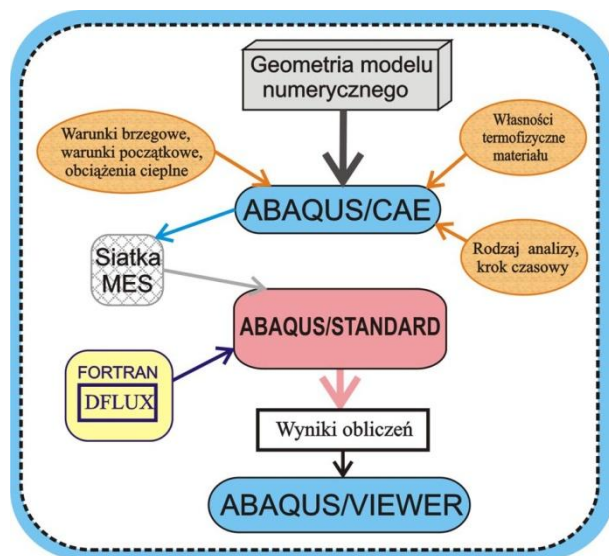 Geometria modelu
numerycznego
Warunki brzegowe,
warunki początkowe,
obciążenia cieplne
Własności
termofizyczne
materiału
ABAQUS/CAE
Rodzaj analizy,
krok czasowy
Siatka
MES
ABAQUS/STANDARD
FORTRAN
DFLUX
Wyniki obliczeń
ABAQUS/VIEWER